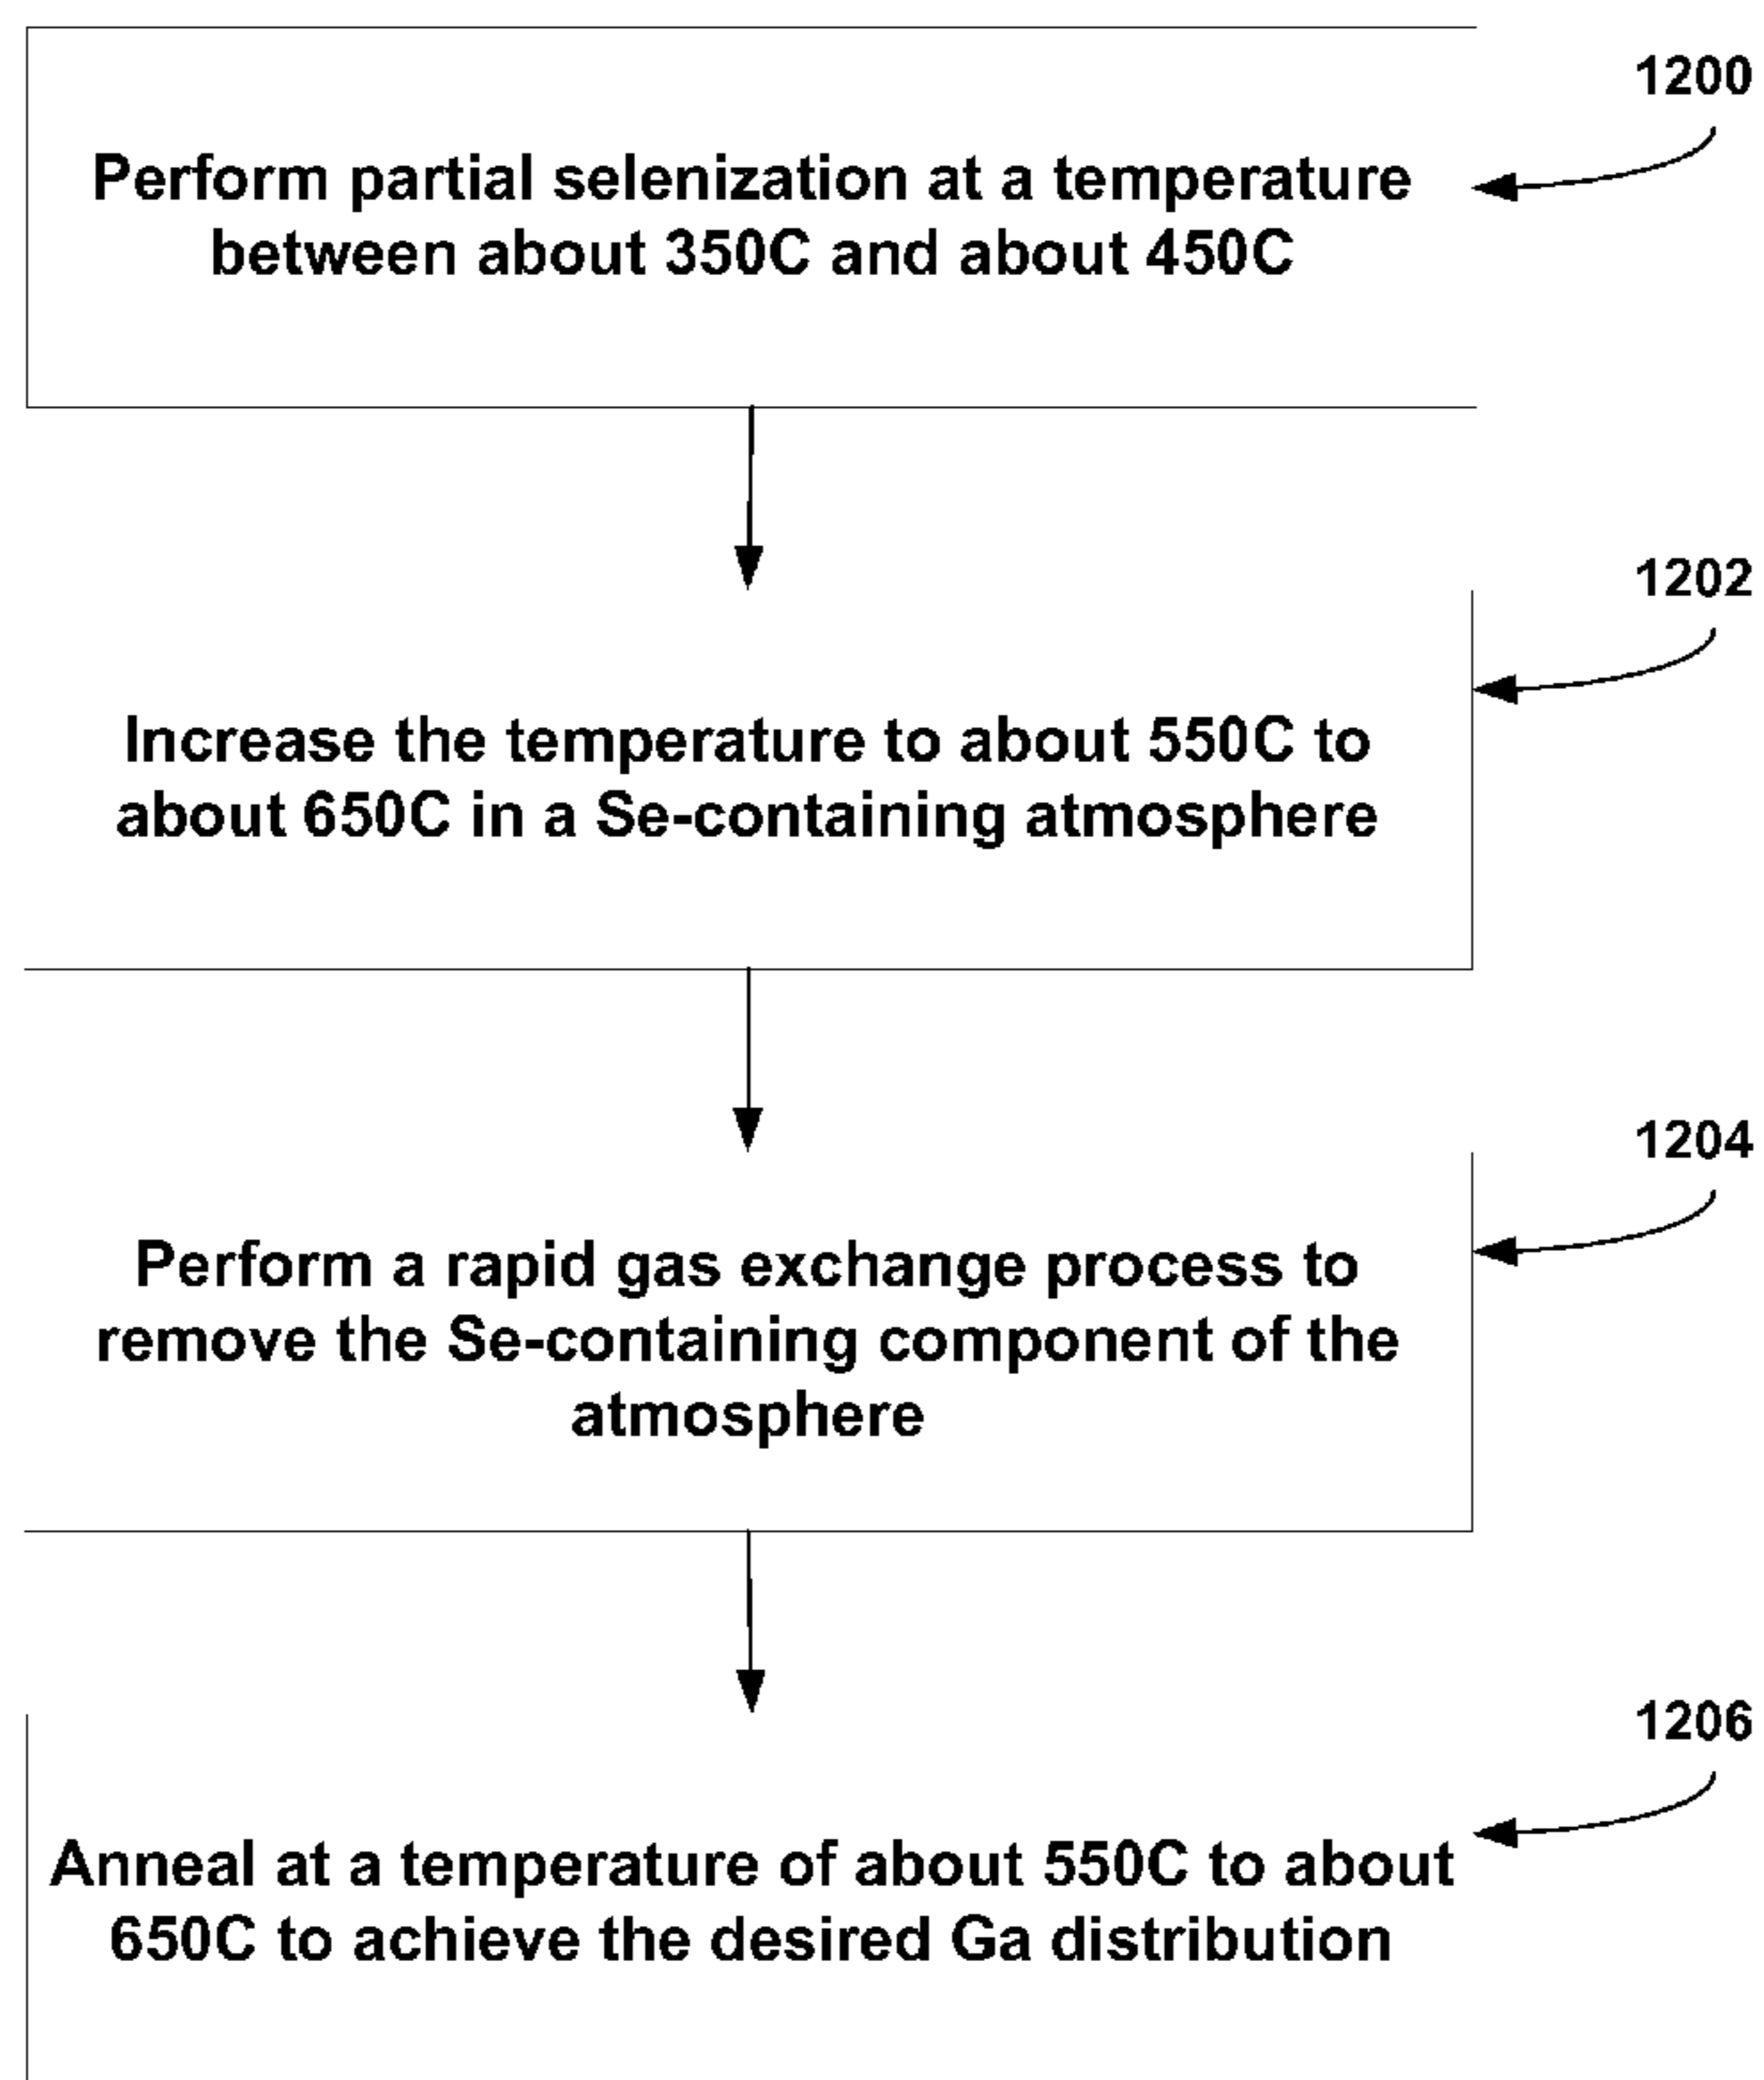 1200
Perform partial selenization at a temperature
between about 350C and about 450C
1202
Increase the temperature to about 550C to
about 650C in a Se-containing atmosphere
1204
Perform a rapid gas exchange process to
remove the Se-containing component of the
atmosphere
1206
Anneal at a temperature of about 550C to about
650C to achieve the desired Ga distribution